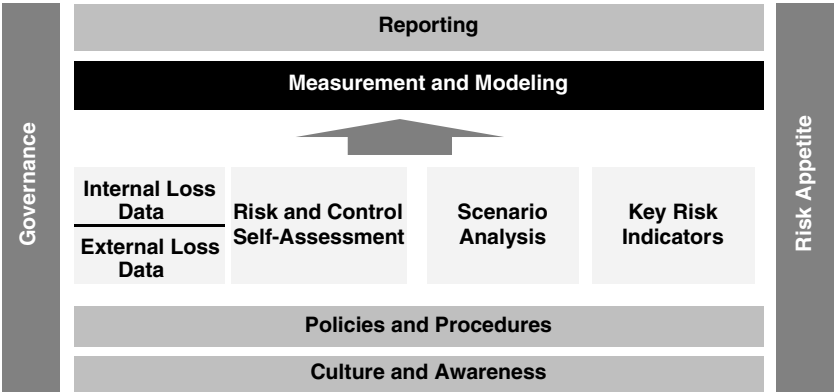 Reporting
Measurement and Modeling
Governance
Risk Appetite
Internal Loss
Data
External Loss
Data
Risk and Control
Self-Assessment
Scenario
Analysis
Key Risk
Indicators
Policies and Procedures
Culture and Awareness